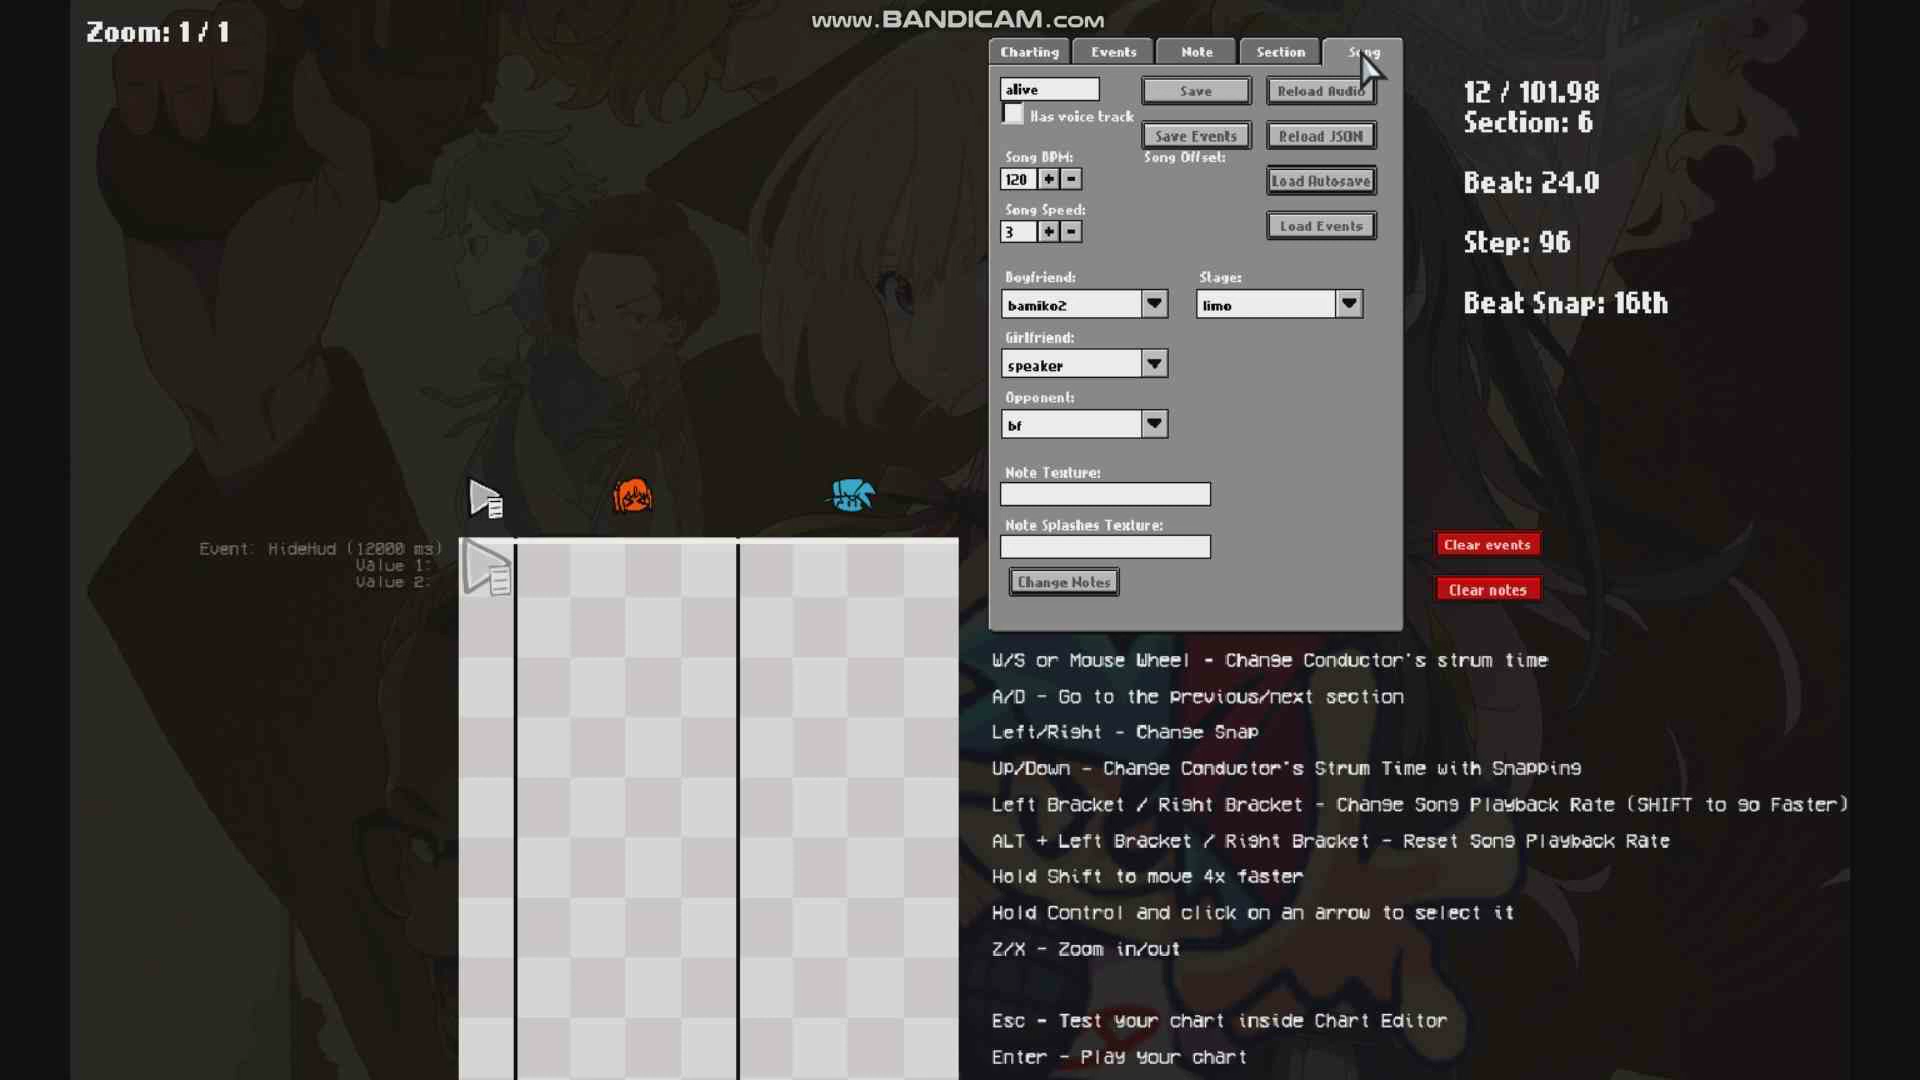 Zoom: 1 / 1
www.BANDICAM.com
Charting
Events
Note
Section
Song
alive
Save
Reload Audio
Has voice track
Save Events
Reload JSON
Song BPM:
Song Offset:
120 + -
Load Autosave
Song Speed:
3 + -
Load Events
Boyfriend:
Stage:
bamiko2
limo
Girlfriend:
speaker
Opponent:
bf
Note Texture:
Note Splashes Texture:
Change Notes
12 / 101.98
Section: 6
Beat: 24.0
Step: 96
Beat Snap: 16th
Clear events
Clear notes
Event: HideHud (12000 ms)
Value 1:
Value 2:
W/S or Mouse Wheel - Change Conductor's strum time
A/D - Go to the previous/next section
Left/Right - Change Snap
Up/Down - Change Conductor's Strum Time with Snapping
Left Bracket / Right Bracket - Change Song Playback Rate (SHIFT to go Faster)
ALT + Left Bracket / Right Bracket - Reset Song Playback Rate
Hold Shift to move 4x faster
Hold Control and click on an arrow to select it
Z/X - Zoom in/out
Esc - Test your chart inside Chart Editor
Enter - Play your chart